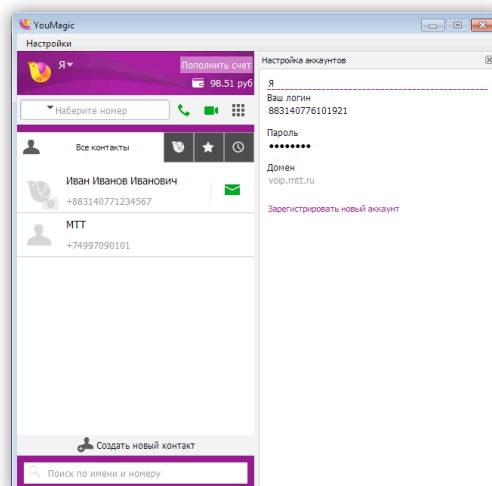 YouMagic
Настройки
Я
Пополнить счет
98.51 руб
Наберите номер
Все контакты
Иван Иванов Иванович
+883140771234567
МТТ
+74997090101
Создать новый контакт
Поиск по имени и номеру
Настройка аккаунтов
Я
Ваш логин
883140776101921
Пароль
••••••••
Домен
voip.mtt.ru
Зарегистрировать новый аккаунт